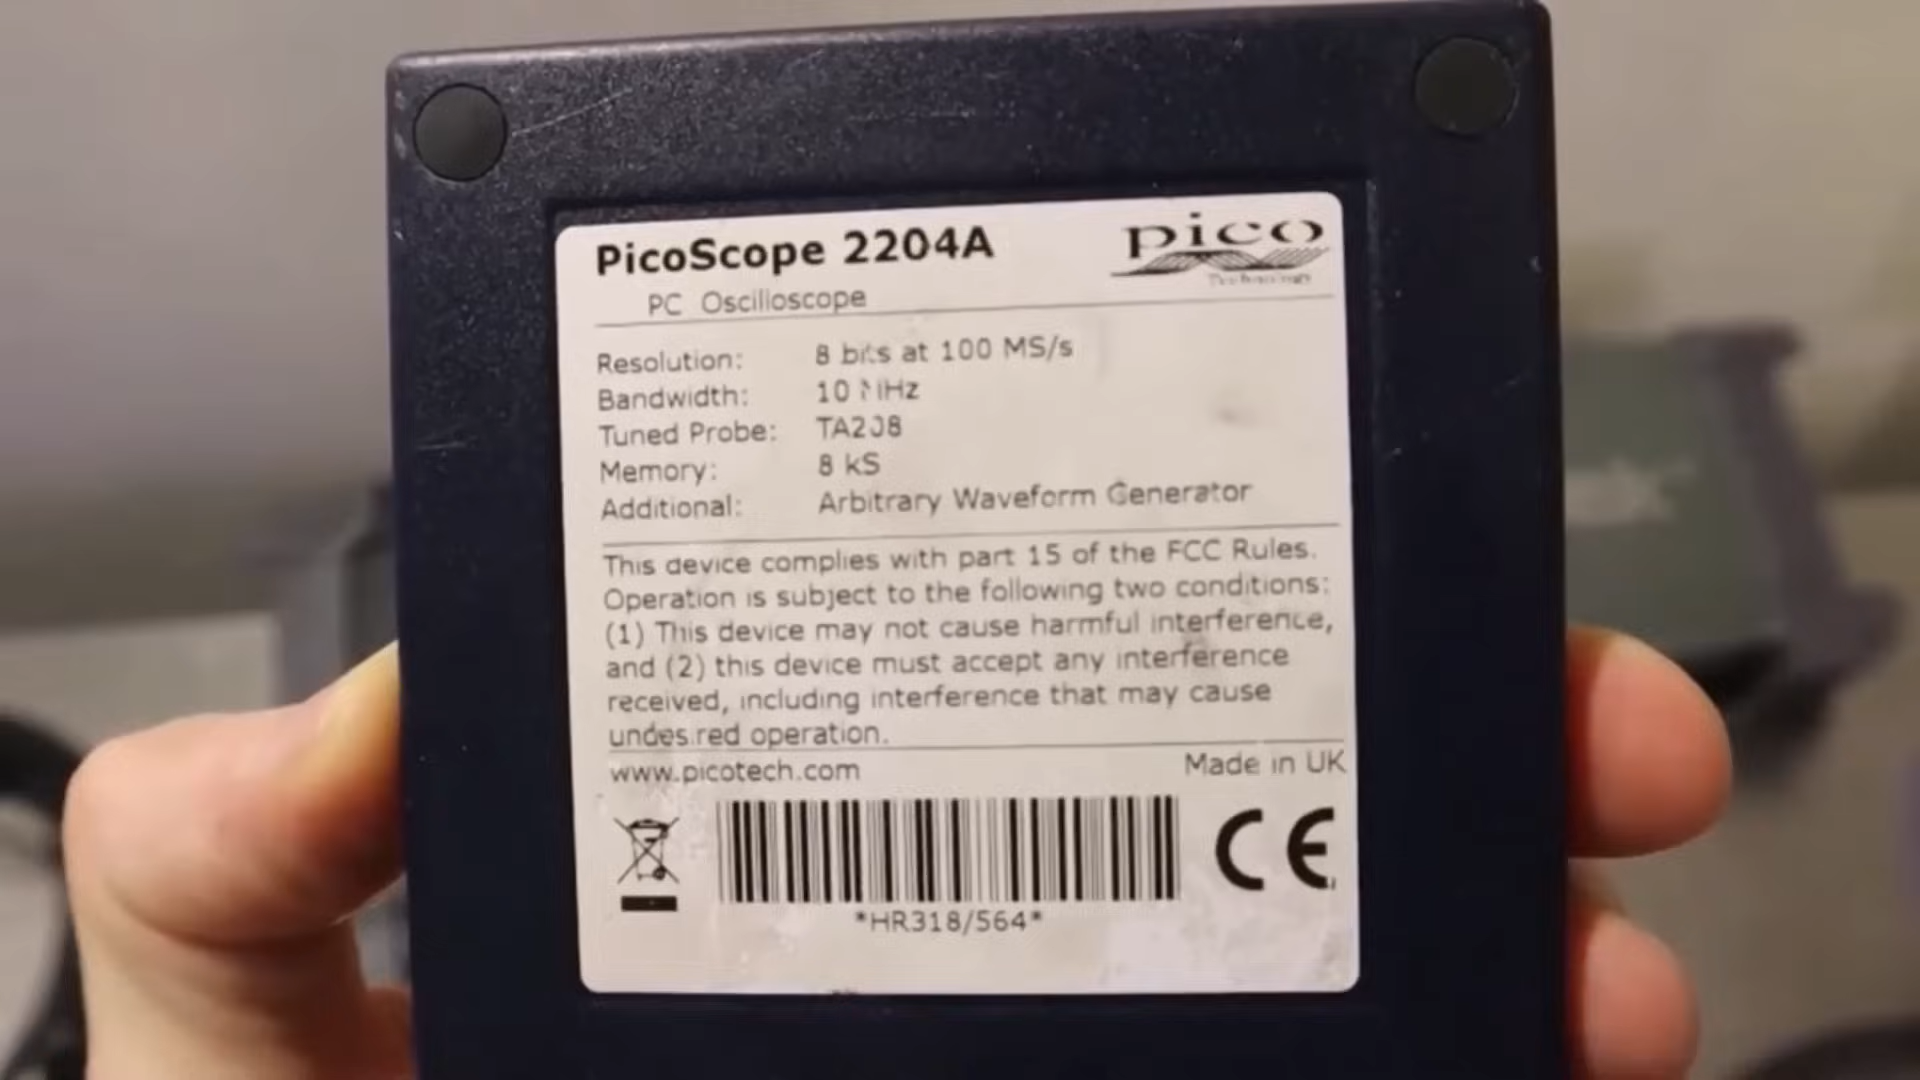 PicoScope 2204A
pico
Technology
PC Oscilloscope
Resolution: 8 bits at 100 MS/s
Bandwidth: 10 MHz
Tuned Probe: TA208
Memory: 8 kS
Additional: Arbitrary Waveform Generator
This device complies with part 15 of the FCC Rules.
Operation is subject to the following two conditions:
(1) This device may not cause harmful interference,
and (2) this device must accept any interference
received, including interference that may cause
undesired operation.
www.picotech.com Made in UK
CE
*HR318/564*